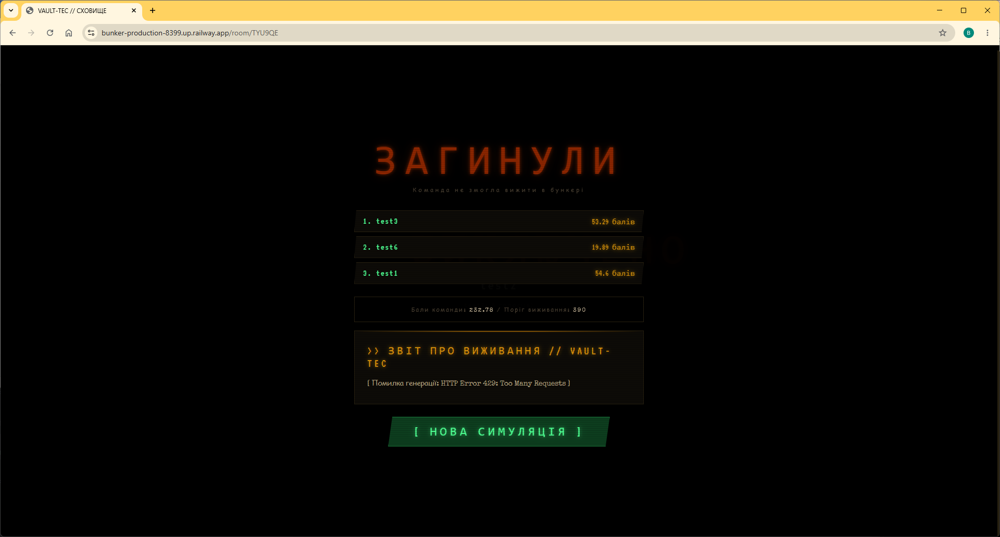 VAULT-TEC // СХОВИЩЕ
bunker-production-8399.up.railway.app/room/TYU9QE
B
ЗАГИНУЛИ
Команда не змогла вижити в бункері
1. test3 53.29 балів
2. test6 19.89 балів
3. test1 54.6 балів
test2
Бали команди: 232.78 / Поріг виживання: 390
>> ЗВІТ ПРО ВИЖИВАННЯ // VAULT-
TEC
[ Помилка генерації: HTTP Error 429: Too Many Requests ]
[ НОВА СИМУЛЯЦІЯ ]